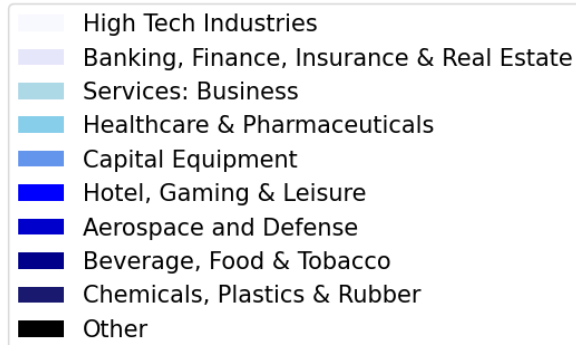 High Tech Industries
Banking, Finance, Insurance & Real Estate
Services: Business
Healthcare & Pharmaceuticals
Capital Equipment
Hotel, Gaming & Leisure
Aerospace and Defense
Beverage, Food & Tobacco
Chemicals, Plastics & Rubber
Other